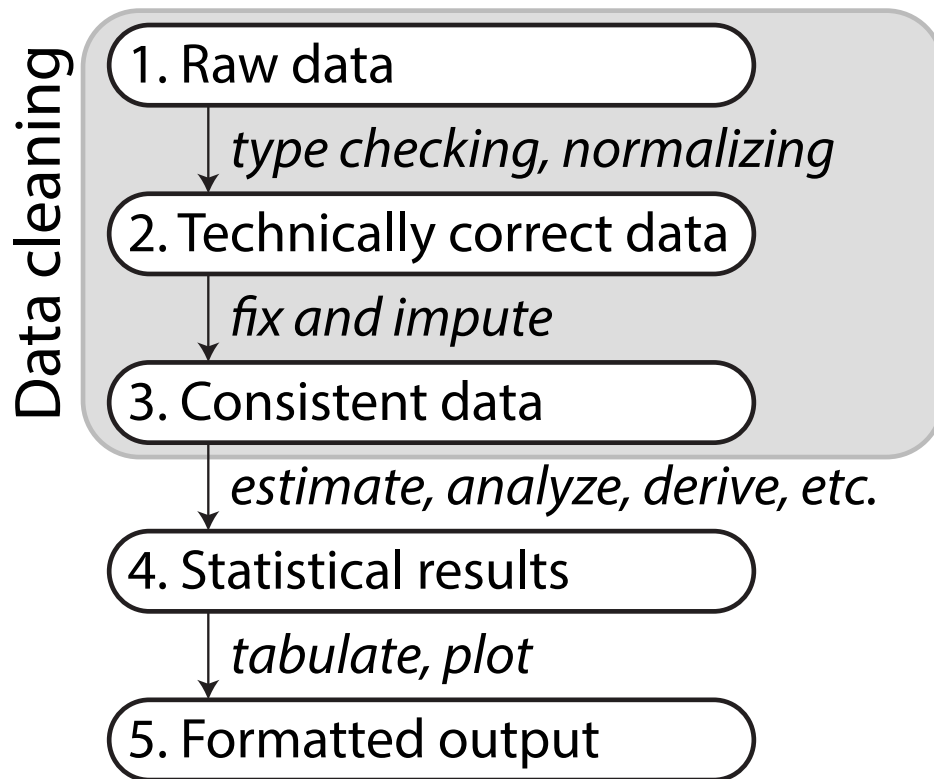 Data cleaning
1. Raw data
type checking, normalizing
2. Technically correct data
fix and impute
3. Consistent data
estimate, analyze, derive, etc.
4. Statistical results
tabulate, plot
5. Formatted output